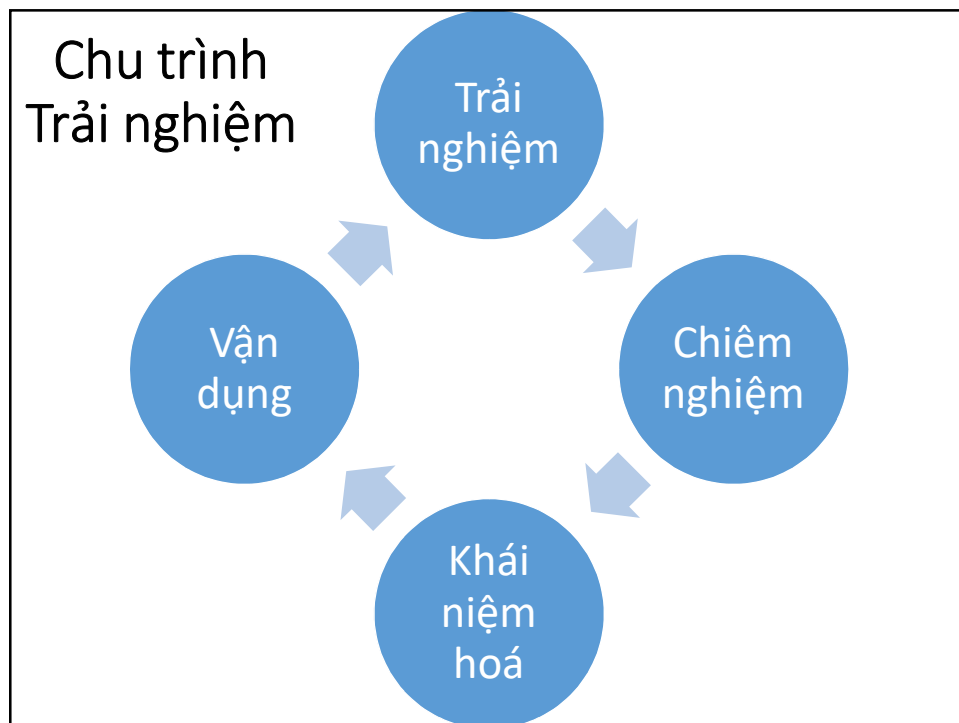 Chu trình
Trải nghiệm
Trải
nghiệm
Chiêm
nghiệm
Khái
niệm
hoá
Vận
dụng